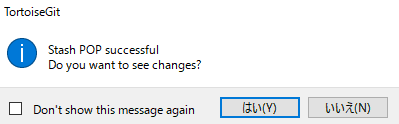 TortoiseGit
Stash POP successful
Do you want to see changes?
Don't show this message again
はい(Y)
いいえ(N)